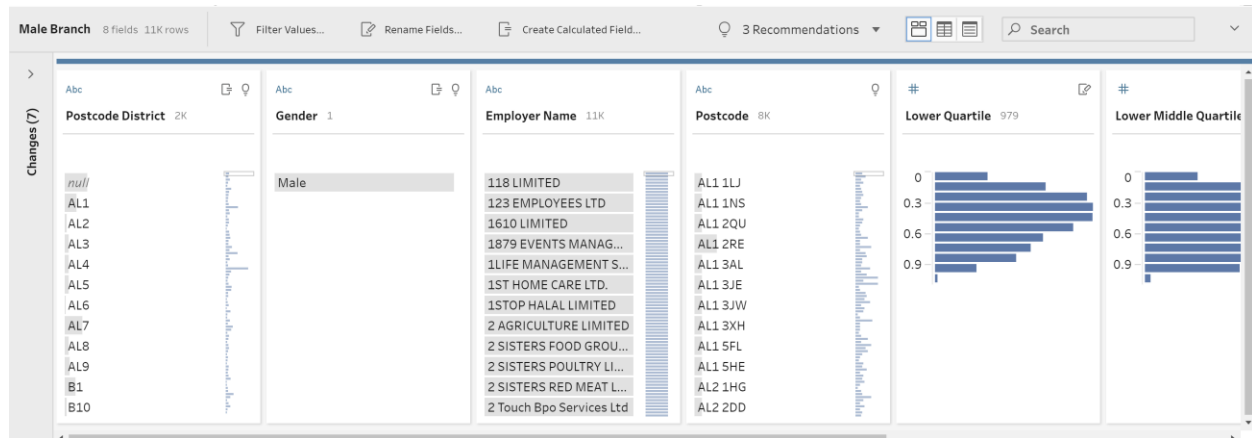 Male Branch 8 fields 11K rows Filter Values... Rename Fields... Create Calculated Field... 3 Recommendations Search
Changes (7)
Abc
Postcode District 2K
null
AL1
AL2
AL3
AL4
AL5
AL6
AL7
AL8
AL9
B1
B10
Abc
Gender 1
Male
Abc
Employer Name 11K
118 LIMITED
123 EMPLOYEES LTD
1610 LIMITED
1879 EVENTS MANAG...
1LIFE MANAGEMENT S...
1ST HOME CARE LTD.
1STOP HALAL LIMITED
2 AGRICULTURE LIMITED
2 SISTERS FOOD GROU...
2 SISTERS POULTRY LI...
2 SISTERS RED MEAT L...
2 Touch Bpo Services Ltd
Abc
Postcode 8K
AL1 1LJ
AL1 1NS
AL1 2QU
AL1 2RE
AL1 3AL
AL1 3JE
AL1 3JW
AL1 3XH
AL1 5FL
AL1 5HE
AL2 1HG
AL2 2DD
#
Lower Quartile 979
0
0.3
0.6
0.9
#
Lower Middle Quartile
0
0.3
0.6
0.9